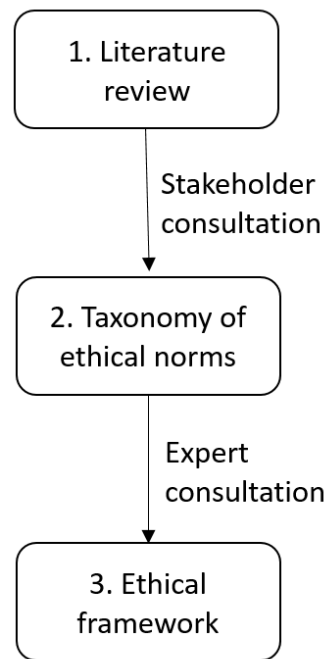 1. Literature
review
Stakeholder
consultation
2. Taxonomy of
ethical norms
Expert
consultation
3. Ethical
framework